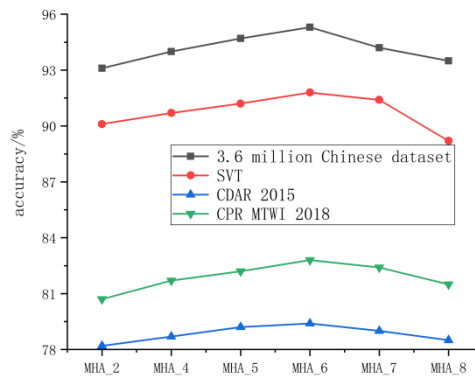 96
93
90
87
84
81
78
accuracy/%
3.6 million Chinese dataset
SVT
CDAR 2015
CPR MTWI 2018
MHA_2 MHA_4 MHA_5 MHA_6 MHA_7 MHA_8